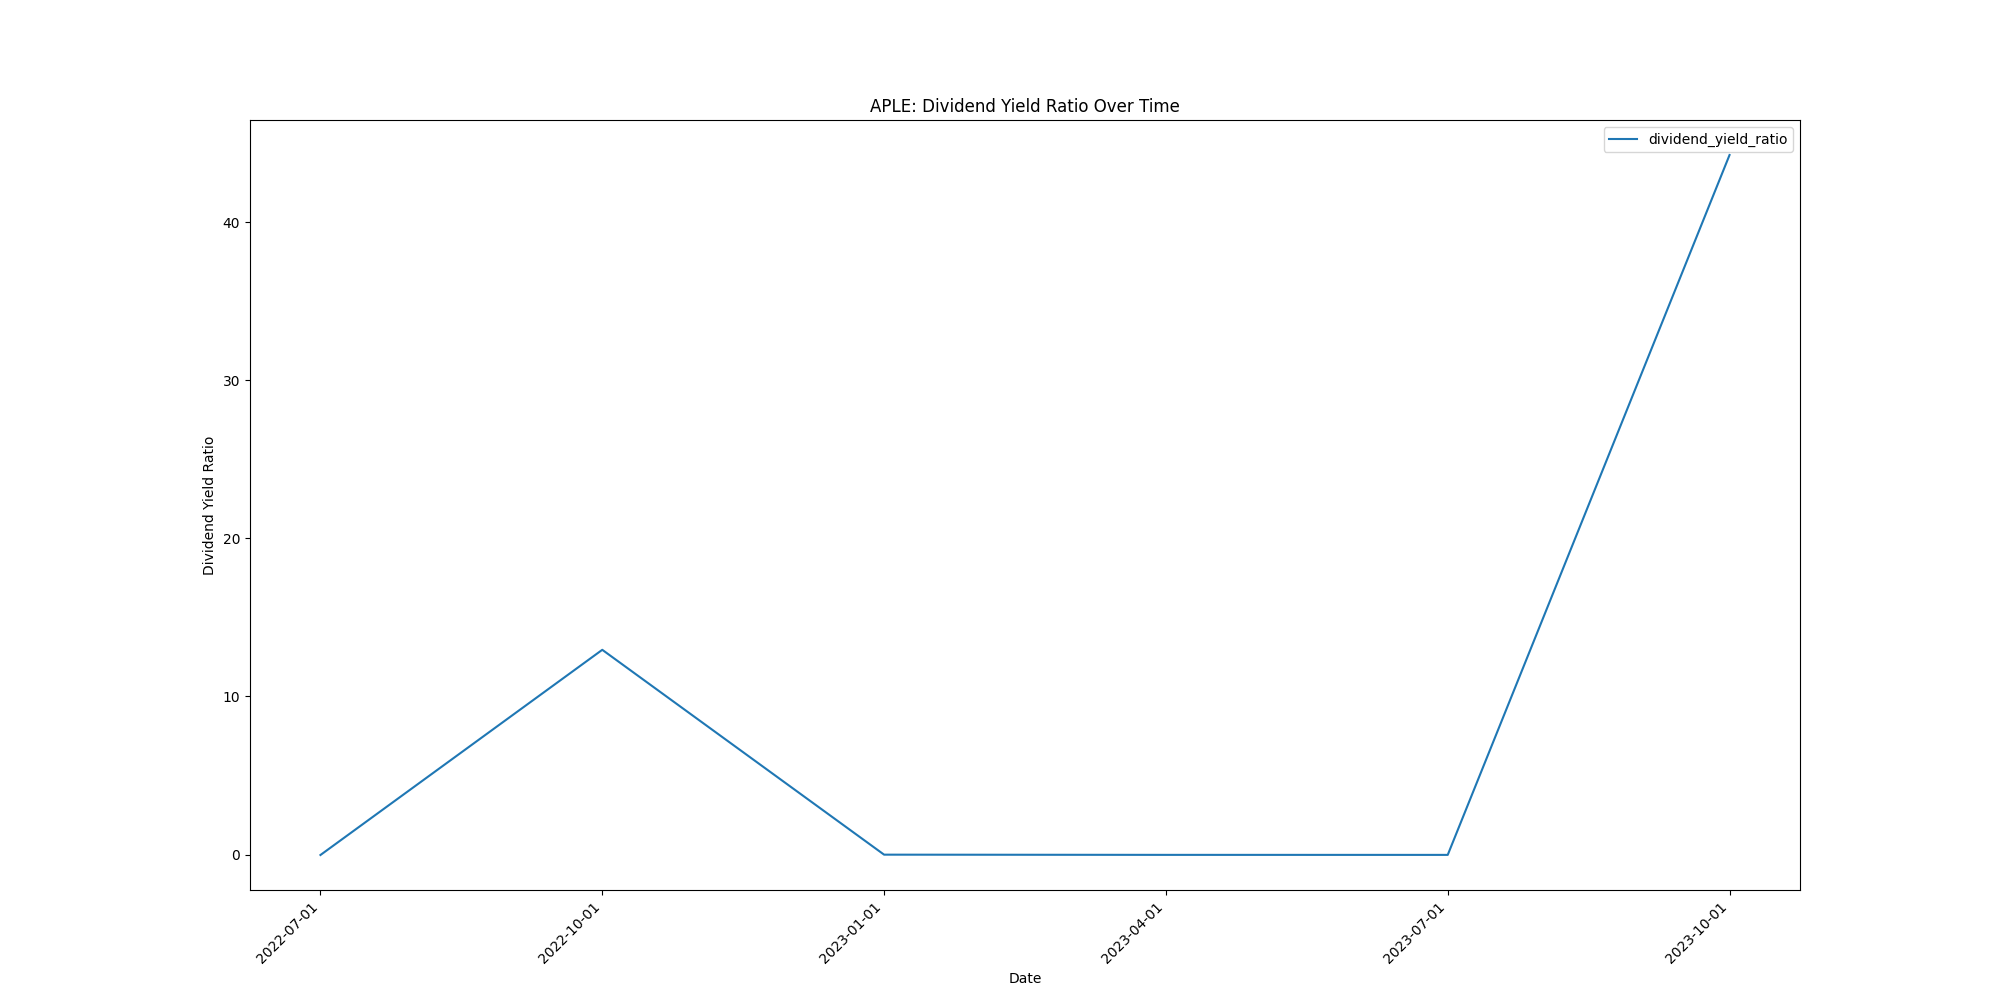 APLE: Dividend Yield Ratio Over Time
dividend_yield_ratio
Dividend Yield Ratio
40
30
20
10
0
2022-07-01
2022-10-01
2023-01-01
2023-04-01
2023-07-01
2023-10-01
Date